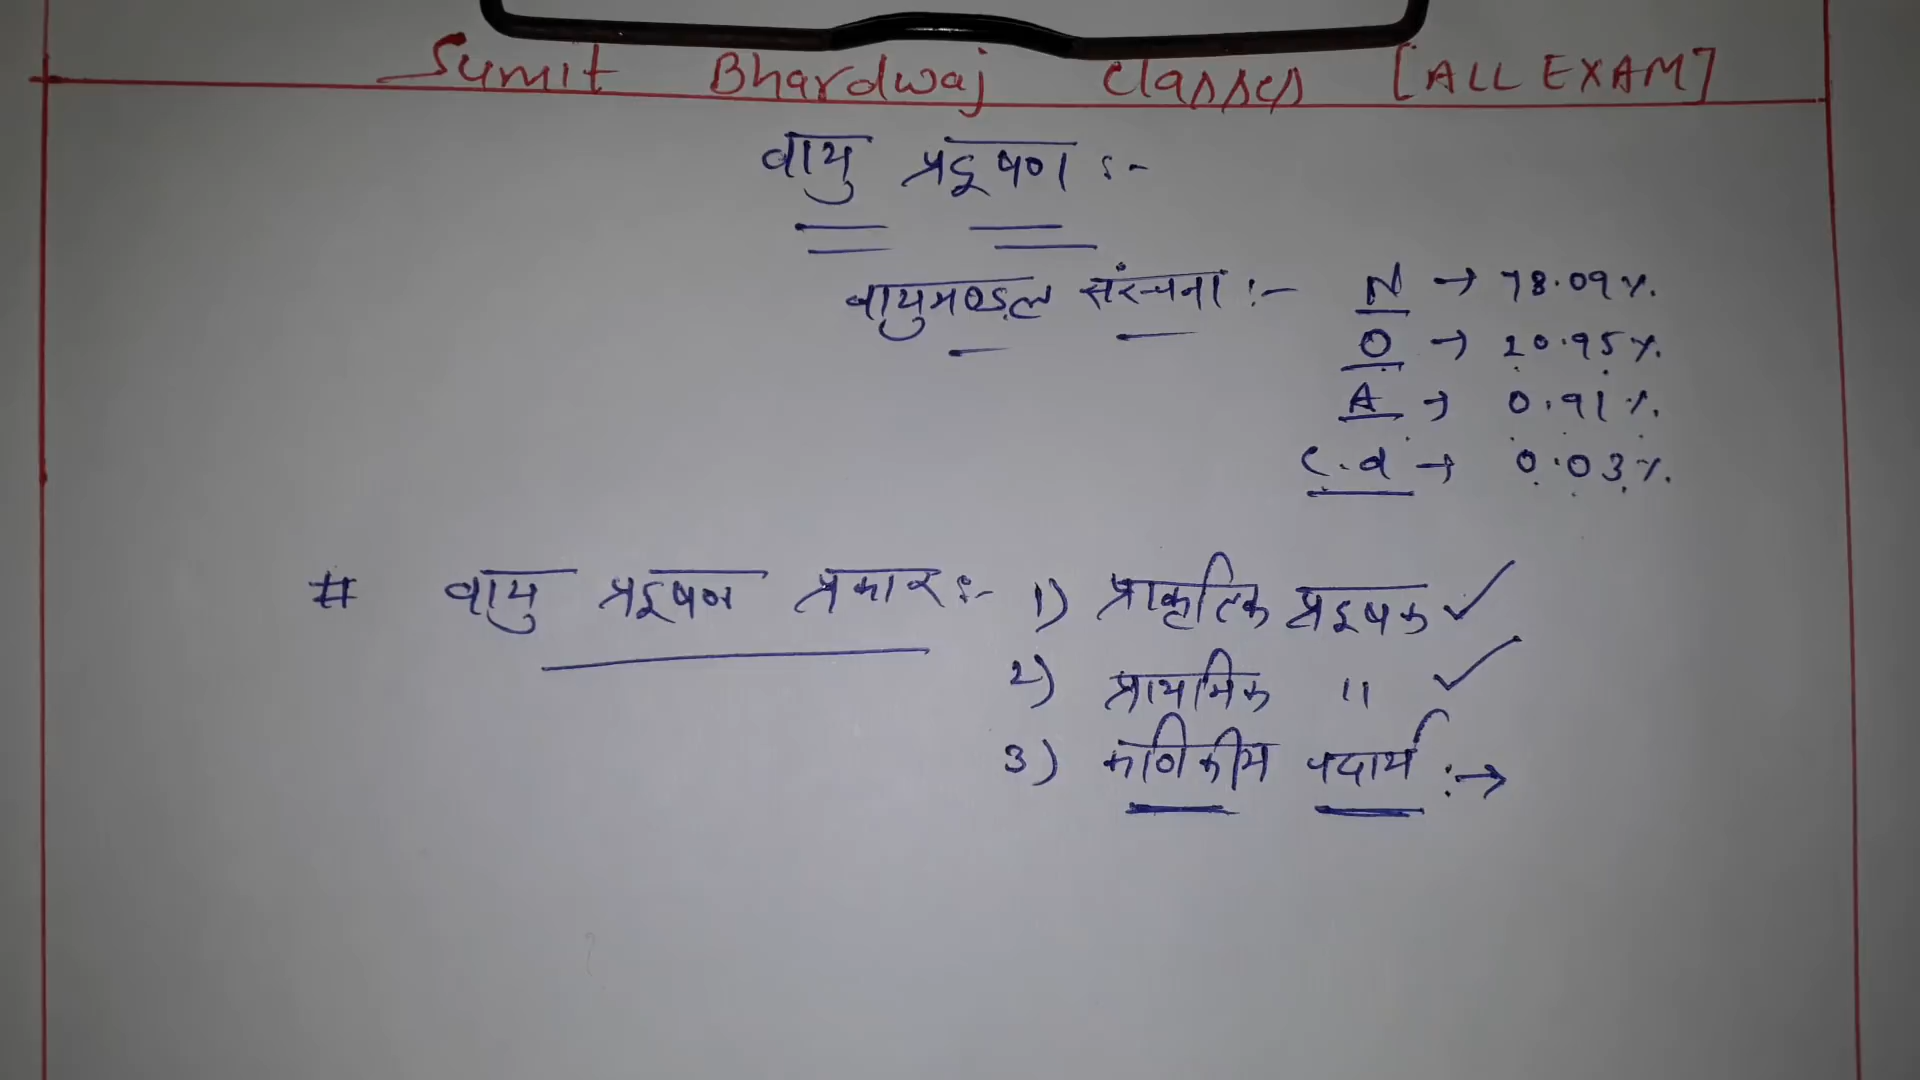 Sumit Bhardwaj Classes [ALL EXAM]
वायु प्रदूषण :-
वायुमण्डल संरचना :- N → 78.09%.
O → 20.95%.
A → 0.91%.
C.d → 0.03%.
# वायु प्रदूषण प्रकार :- 1) प्राकृतिक प्रदूषक ✓
2) प्राथमिक " ✓
3) कणिकीय पदार्थ :→